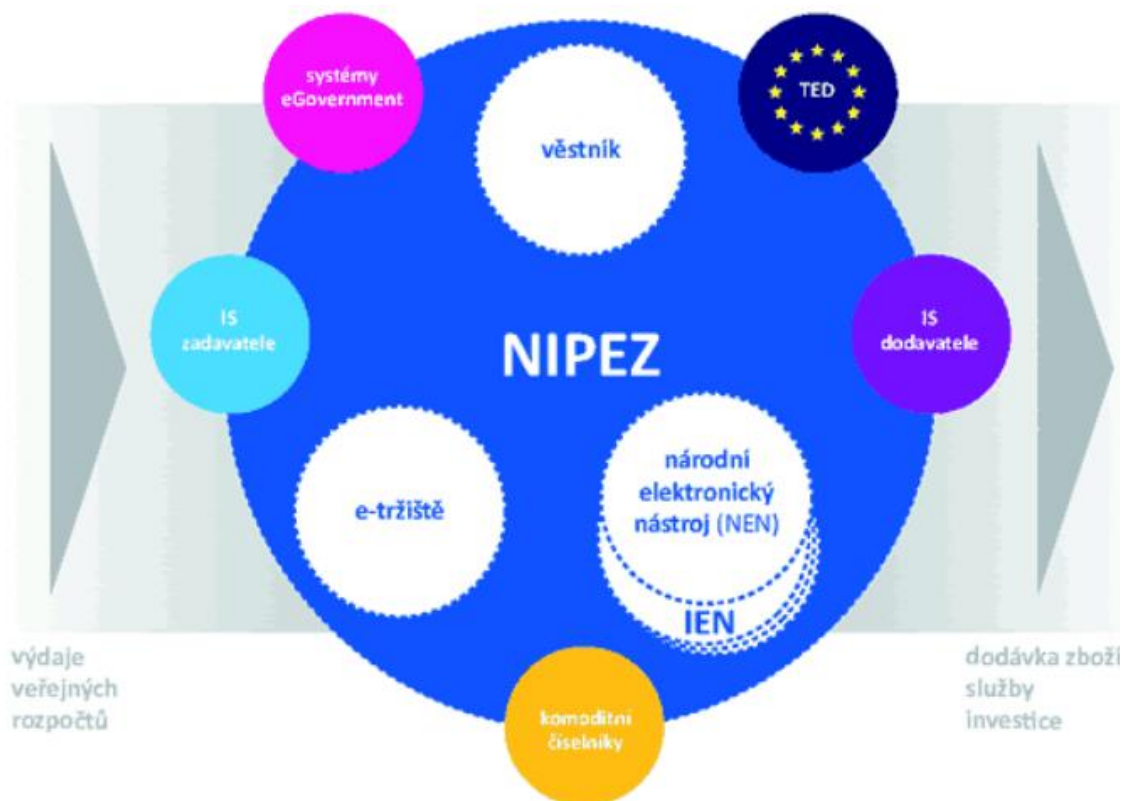 systémy
eGovernment
TED
věstník
IS
zadavatele
IS
dodavatele
NIPEZ
e-tržiště
národní
elektronický
nástroj (NEN)
IEN
výdaje
veřejných
rozpočtů
dodávka zboži
služby
investice
komoditní
číselníky